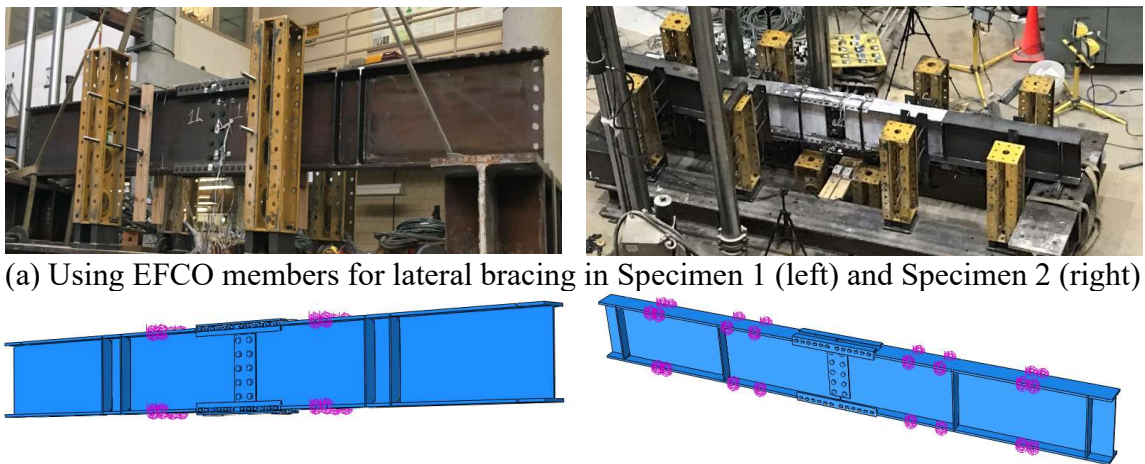 (a) Using EFCO members for lateral bracing in Specimen 1 (left) and Specimen 2 (right)